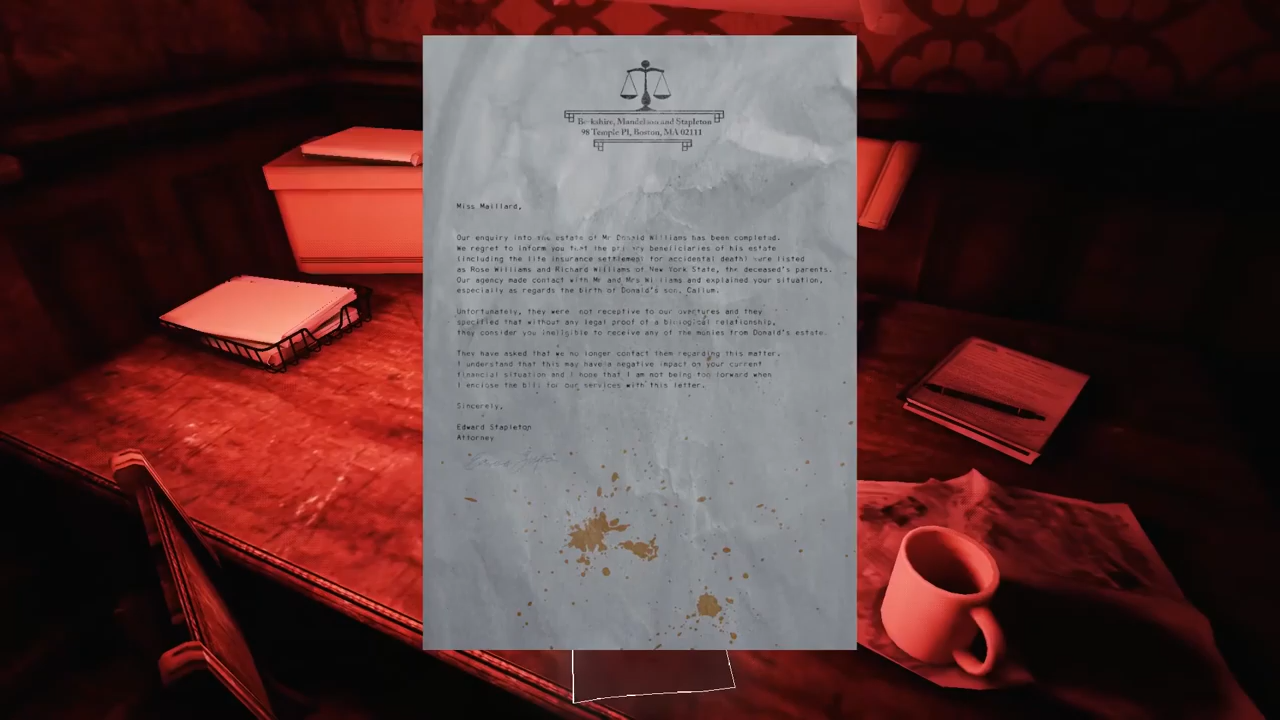 Berkshire, Mandelson and Stapleton
98 Temple Pl, Boston, MA 02111
Miss Maillard,
Our enquiry into the estate of Mr Donald Williams has been completed.
We regret to inform you that the primary beneficiaries of his estate
(including the life insurance settlement for accidental death) were listed
as Rose Williams and Richard Williams of New York State, the deceased's parents.
Our agency made contact with Mr and Mrs Williams and explained your situation,
especially as regards the birth of Donald's son, Callum.
Unfortunately, they were not receptive to our overtures and they
specified that without any legal proof of a biological relationship,
they consider you ineligible to receive any of the monies from Donald's estate.
They have asked that we no longer contact them regarding this matter.
I understand that this may have a negative impact on your current
financial situation and I hope that I am not being too forward when
I enclose the bill for our services with this letter.
Sincerely,
Edward Stapleton
Attorney